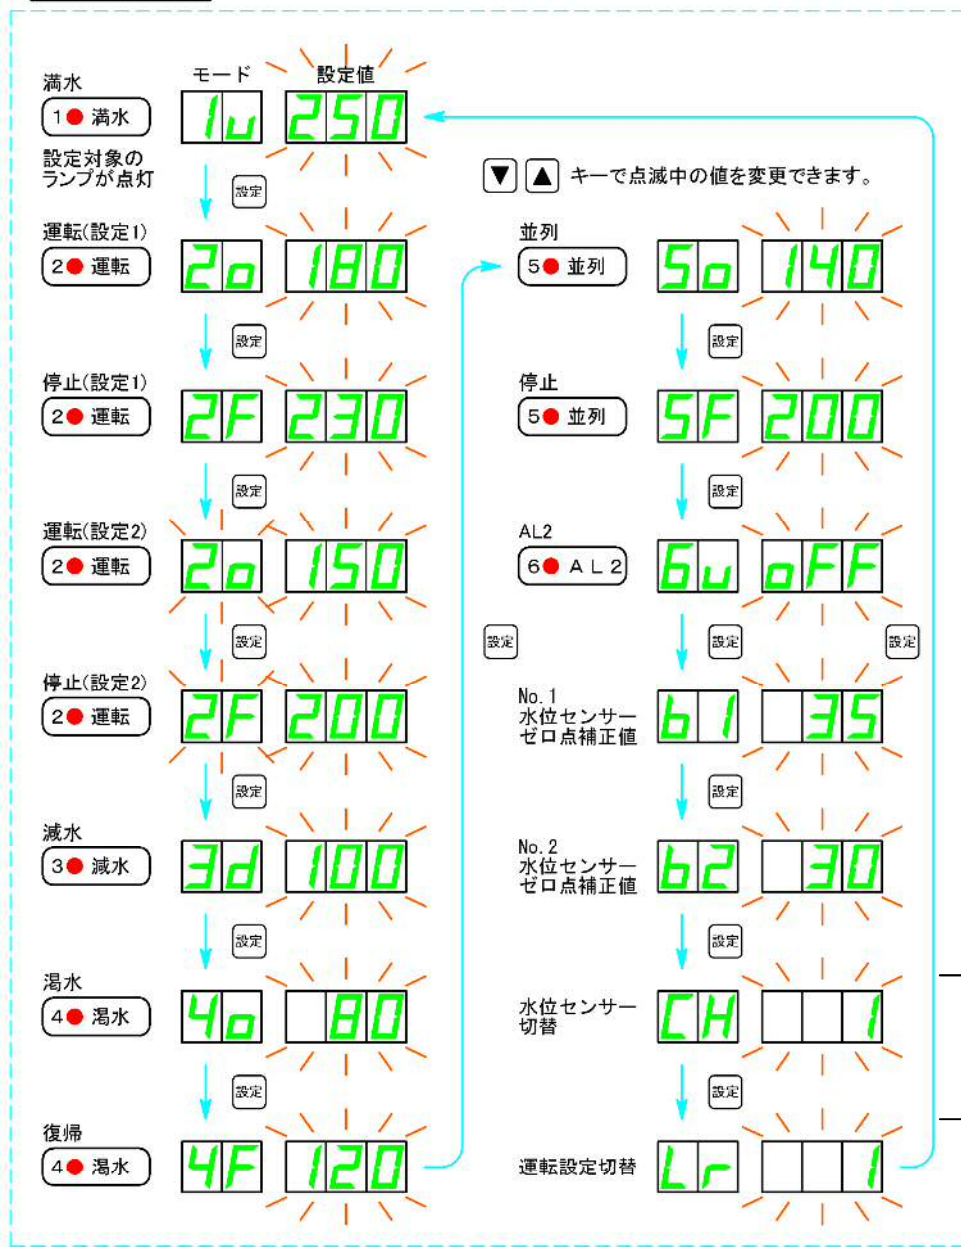 満水
モード 設定値
1● 満水 1u 250
設定対象の
ランプが点灯
設定
運転(設定1)
2● 運転 2o 180
設定
停止(設定1)
2● 運転 2F 230
設定
運転(設定2)
2● 運転 2o 150
設定
停止(設定2)
2● 運転 2F 200
設定
減水
3● 減水 3d 100
設定
渇水
4● 渇水 4o 80
設定
復帰
4● 渇水 4F 120
設定
▼ ▲ キーで点滅中の値を変更できます。
並列
5● 並列 5o 140
設定
停止
5● 並列 5F 200
設定
AL2
6● AL2 6u oFF
設定
設定
No.1
水位センサー
ゼロ点補正値
b1 35
設定
No.2
水位センサー
ゼロ点補正値
b2 30
設定
水位センサー
切替
CH 1
設定
運転設定切替 Lr 1